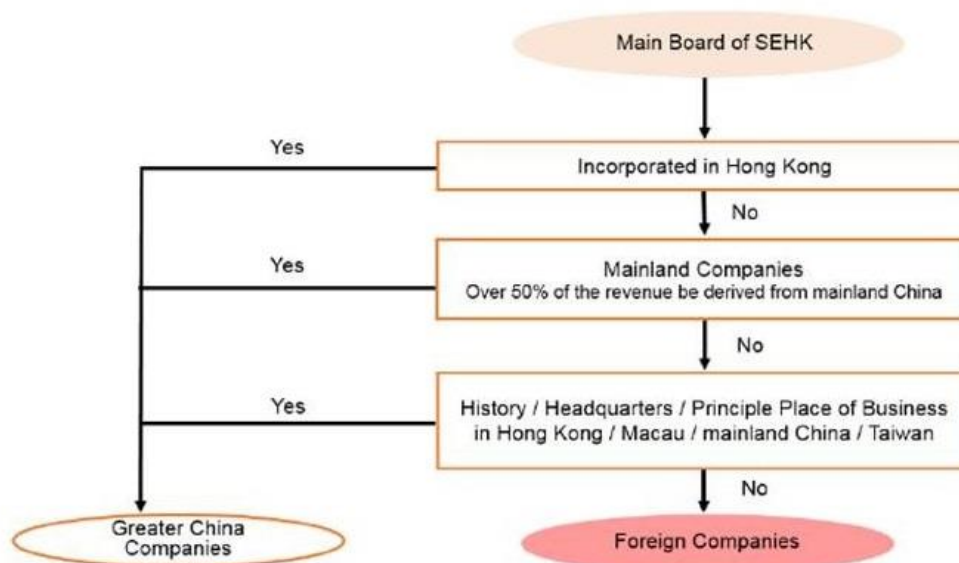 Main Board of SEHK
Yes
Incorporated in Hong Kong
No
Yes
Mainland Companies
Over 50% of the revenue be derived from mainland China
No
Yes
History / Headquarters / Principle Place of Business
in Hong Kong / Macau / mainland China / Taiwan
No
Greater China
Companies
Foreign Companies